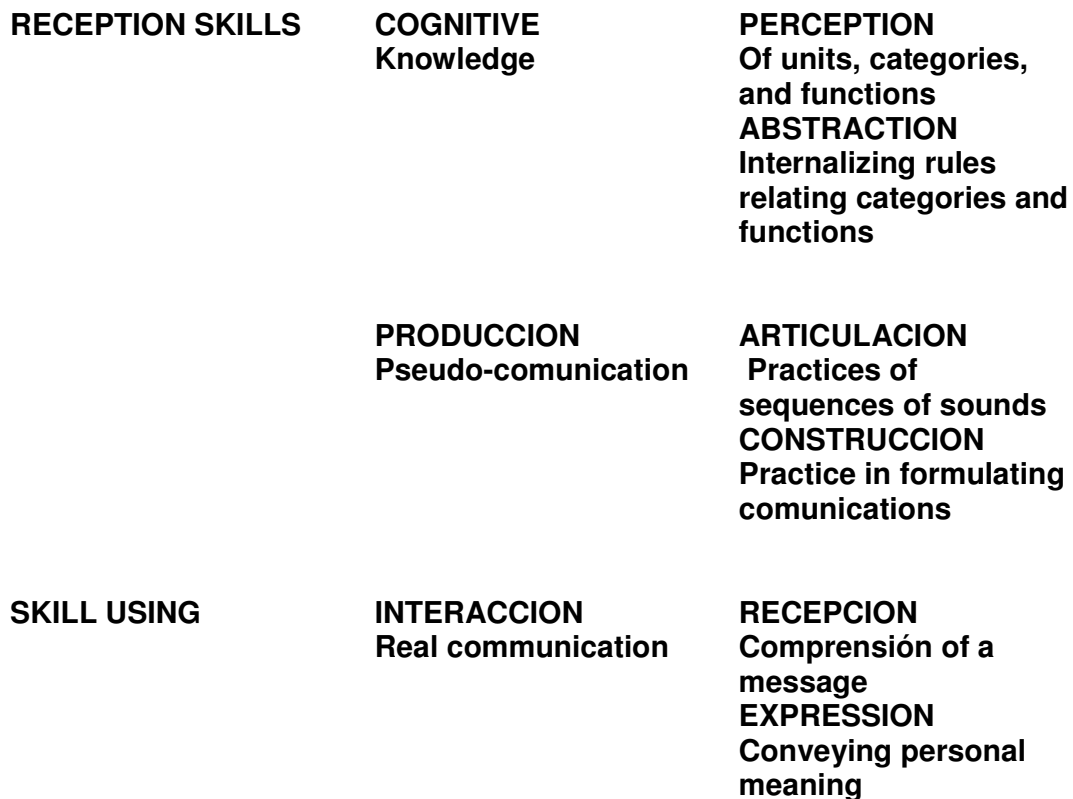 RECEPTION SKILLS COGNITIVE PERCEPTION
Knowledge Of units, categories,
and functions
ABSTRACTION
Internalizing rules
relating categories and
functions
PRODUCCION ARTICULACION
Pseudo-comunication Practices of
sequences of sounds
CONSTRUCCION
Practice in formulating
comunications
SKILL USING INTERACCION RECEPCION
Real communication Comprensión of a
message
EXPRESSION
Conveying personal
meaning